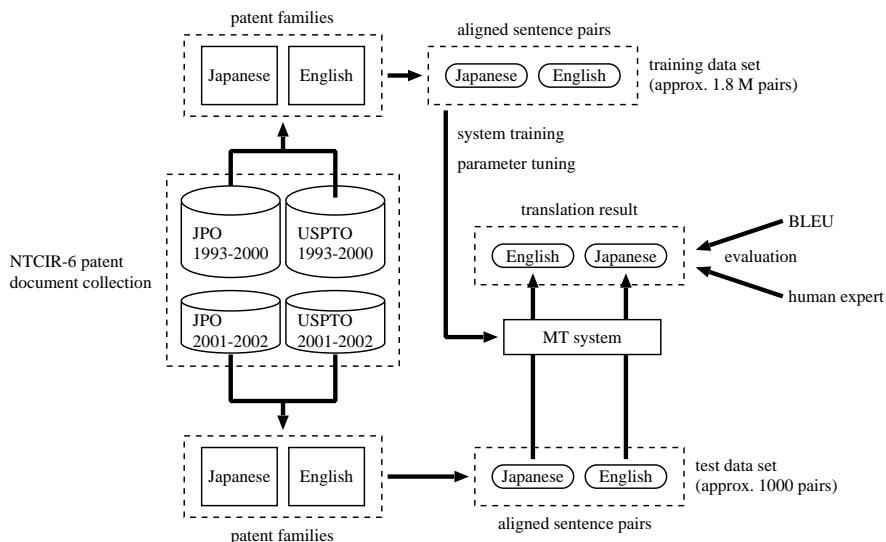 patent families
Japanese
English
aligned sentence pairs
Japanese
English
training data set
(approx. 1.8 M pairs)
system training
parameter tuning
NTCIR-6 patent
document collection
JPO
1993-2000
USPTO
1993-2000
JPO
2001-2002
USPTO
2001-2002
translation result
English
Japanese
BLEU
evaluation
human expert
MT system
Japanese
English
patent families
Japanese
English
aligned sentence pairs
test data set
(approx. 1000 pairs)